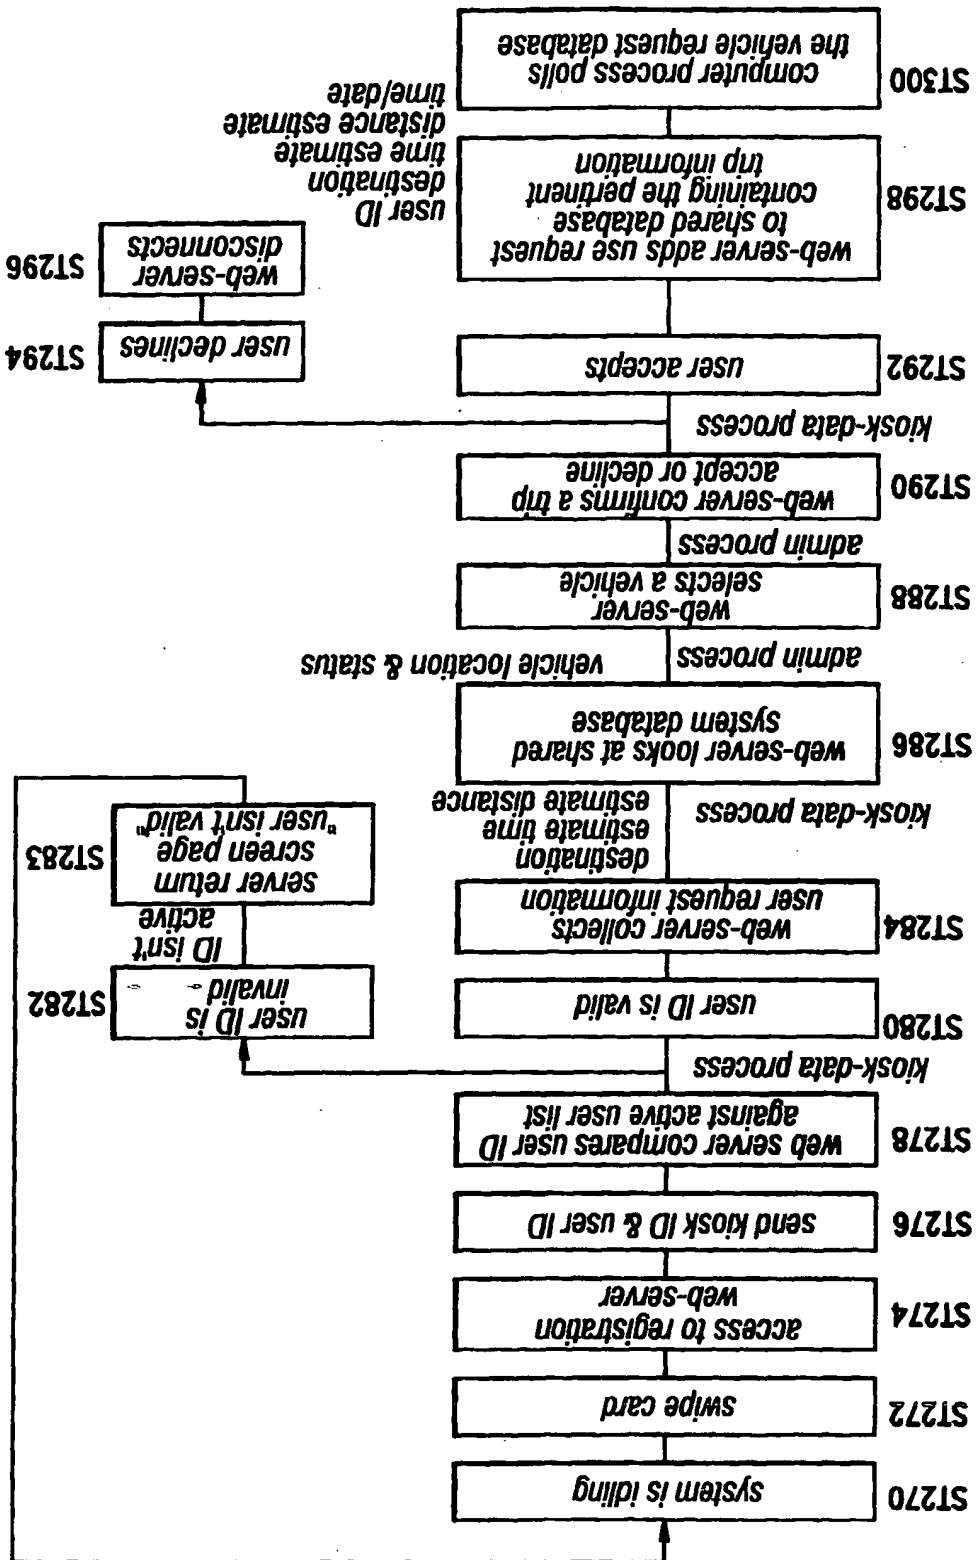 ST270
system is idling
ST272
swipe card
ST274
access to registration
web-server
ST276
send kiosk ID & user ID
ST278
web server compares user ID
against active user list
kiosk-data process
ST280
user ID is valid
ST282
user ID is
invalid
ID isn't
active
ST283
server return
screen page
"user isn't valid"
ST284
web-server collects
user request information
kiosk-data process
destination
estimate time
estimate distance
ST286
web-server looks at shared
system database
admin process
vehicle location & status
ST288
web-server
selects a vehicle
admin process
ST290
web-server confirms a trip
accept or decline
kiosk-data process
ST292
user accepts
ST294
user declines
ST296
web-server
disconnects
ST298
web-server adds use request
to shared database
containing the pertinent
trip information
user ID
destination
time estimate
distance estimate
time/date
ST300
computer process polls
the vehicle request database